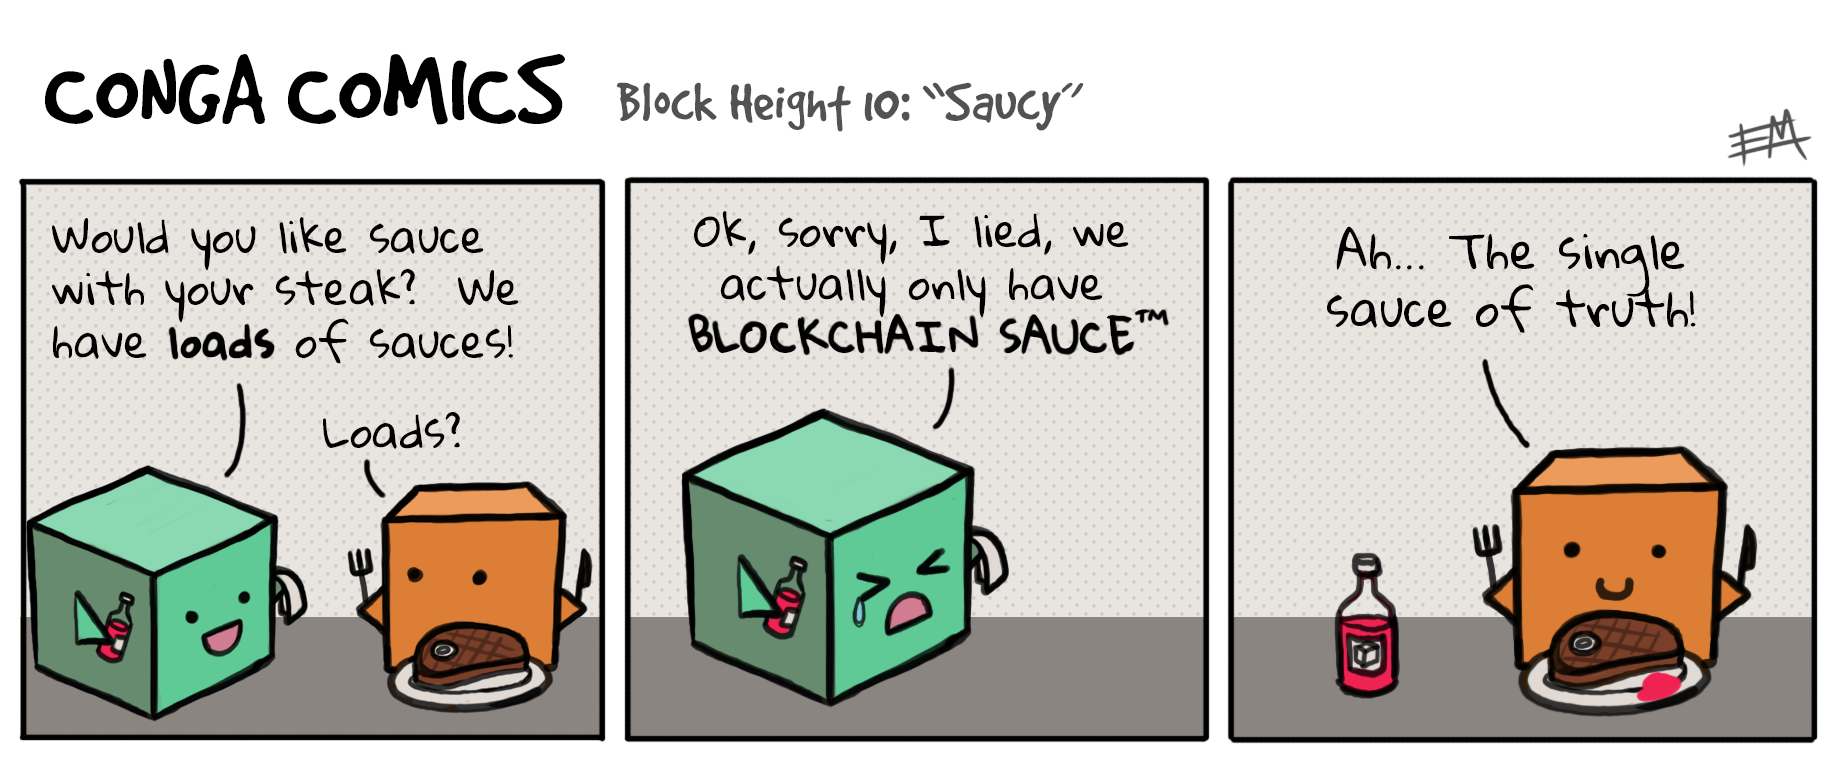 CONGA COMICS
Block Height 10: "Saucy"
EM
Would you like sauce
with your steak? We
have loads of sauces!
Loads?
Ok, sorry, I lied, we
actually only have
BLOCKCHAIN SAUCE™
Ah... The single
sauce of truth!